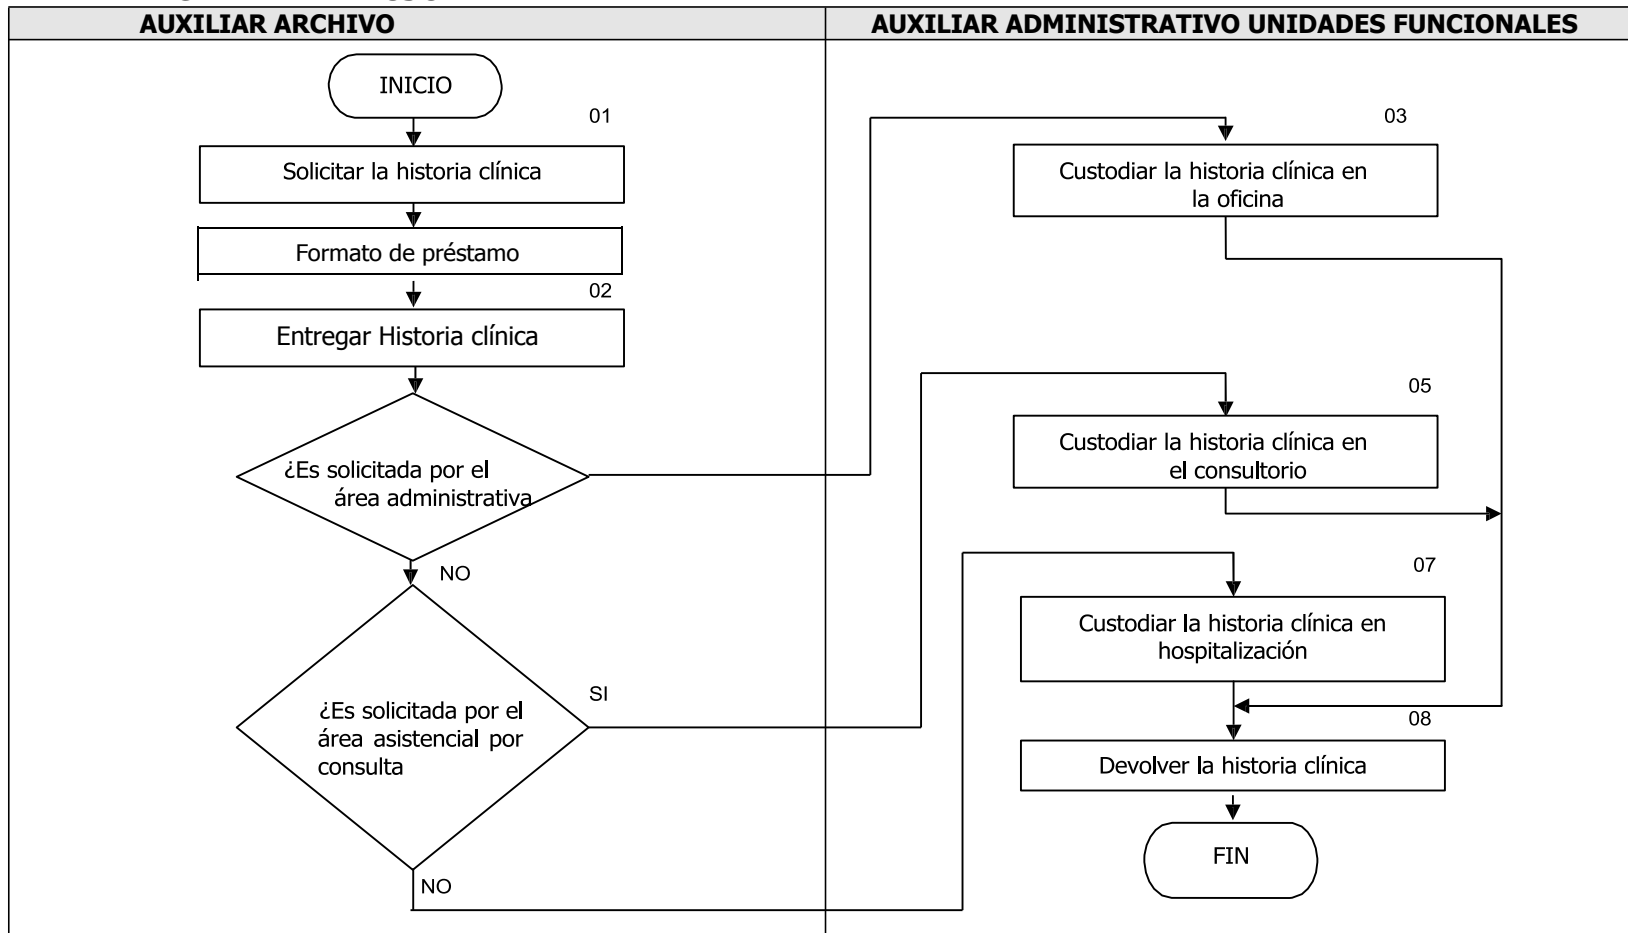 AUXILIAR ARCHIVO
AUXILIAR ADMINISTRATIVO UNIDADES FUNCIONALES
INICIO
01
Solicitar la historia clínica
Formato de préstamo
02
Entregar Historia clínica
¿Es solicitada por el
área administrativa
NO
¿Es solicitada por el
área asistencial por
consulta
SI
NO
03
Custodiar la historia clínica en
la oficina
05
Custodiar la historia clínica en
el consultorio
07
Custodiar la historia clínica en
hospitalización
08
Devolver la historia clínica
FIN